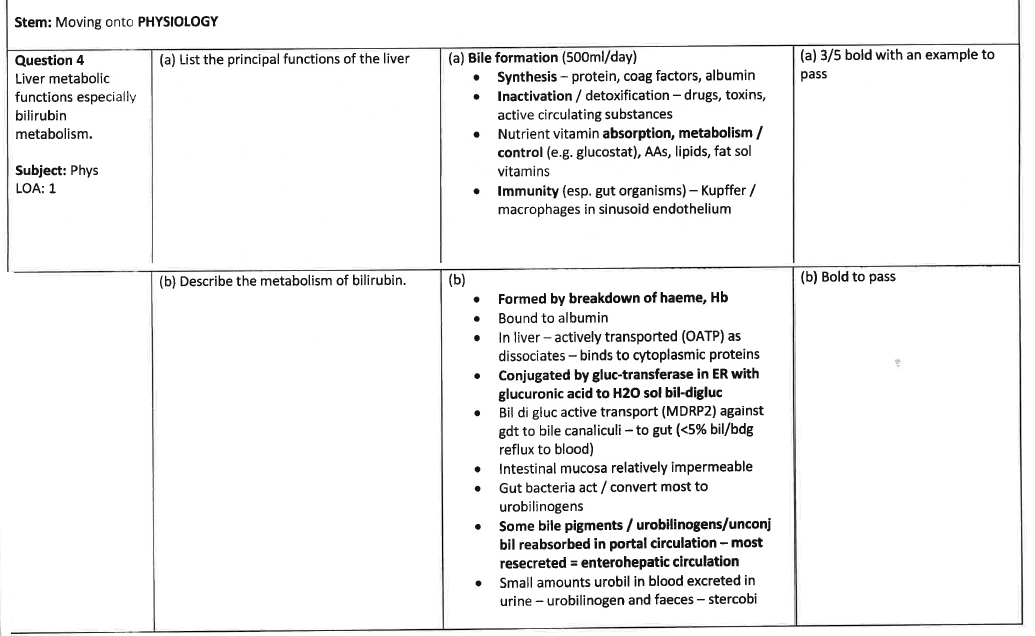 Stem: Moving onto PHYSIOLOGY
Question 4
Liver metabolic
functions especially
bilirubin
metabolism.
Subject: Phys
LOA: 1
(a) List the principal functions of the liver
(a) Bile formation (500ml/day)
• Synthesis – protein, coag factors, albumin
• Inactivation / detoxification – drugs, toxins,
active circulating substances
• Nutrient vitamin absorption, metabolism /
control (e.g. glucostat), AAs, lipids, fat sol
vitamins
• Immunity (esp. gut organisms) – Kupffer /
macrophages in sinusoid endothelium
(a) 3/5 bold with an example to
pass
(b) Describe the metabolism of bilirubin.
(b)
• Formed by breakdown of haeme, Hb
• Bound to albumin
• In liver – actively transported (OATP) as
dissociates – binds to cytoplasmic proteins
• Conjugated by gluc-transferase in ER with
glucuronic acid to H2O sol bil-digluc
• Bil di gluc active transport (MDRP2) against
gdt to bile canaliculi – to gut (<5% bil/bdg
reflux to blood)
• Intestinal mucosa relatively impermeable
• Gut bacteria act / convert most to
urobilinogens
• Some bile pigments / urobilinogens/unconj
bil reabsorbed in portal circulation – most
resecreted = enterohepatic circulation
• Small amounts urobil in blood excreted in
urine – urobilinogen and faeces – stercobi
(b) Bold to pass